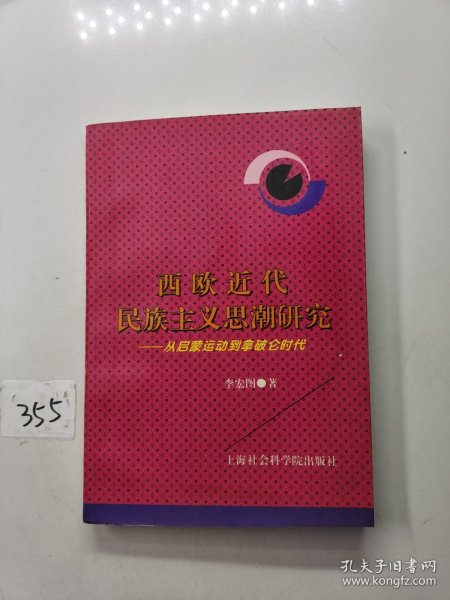 西欧近代
民族主义思潮研究
——从启蒙运动到拿破仑时代
李宏图●著
上海社会科学院出版社
355
孔夫子旧书网
www.kongfz.com